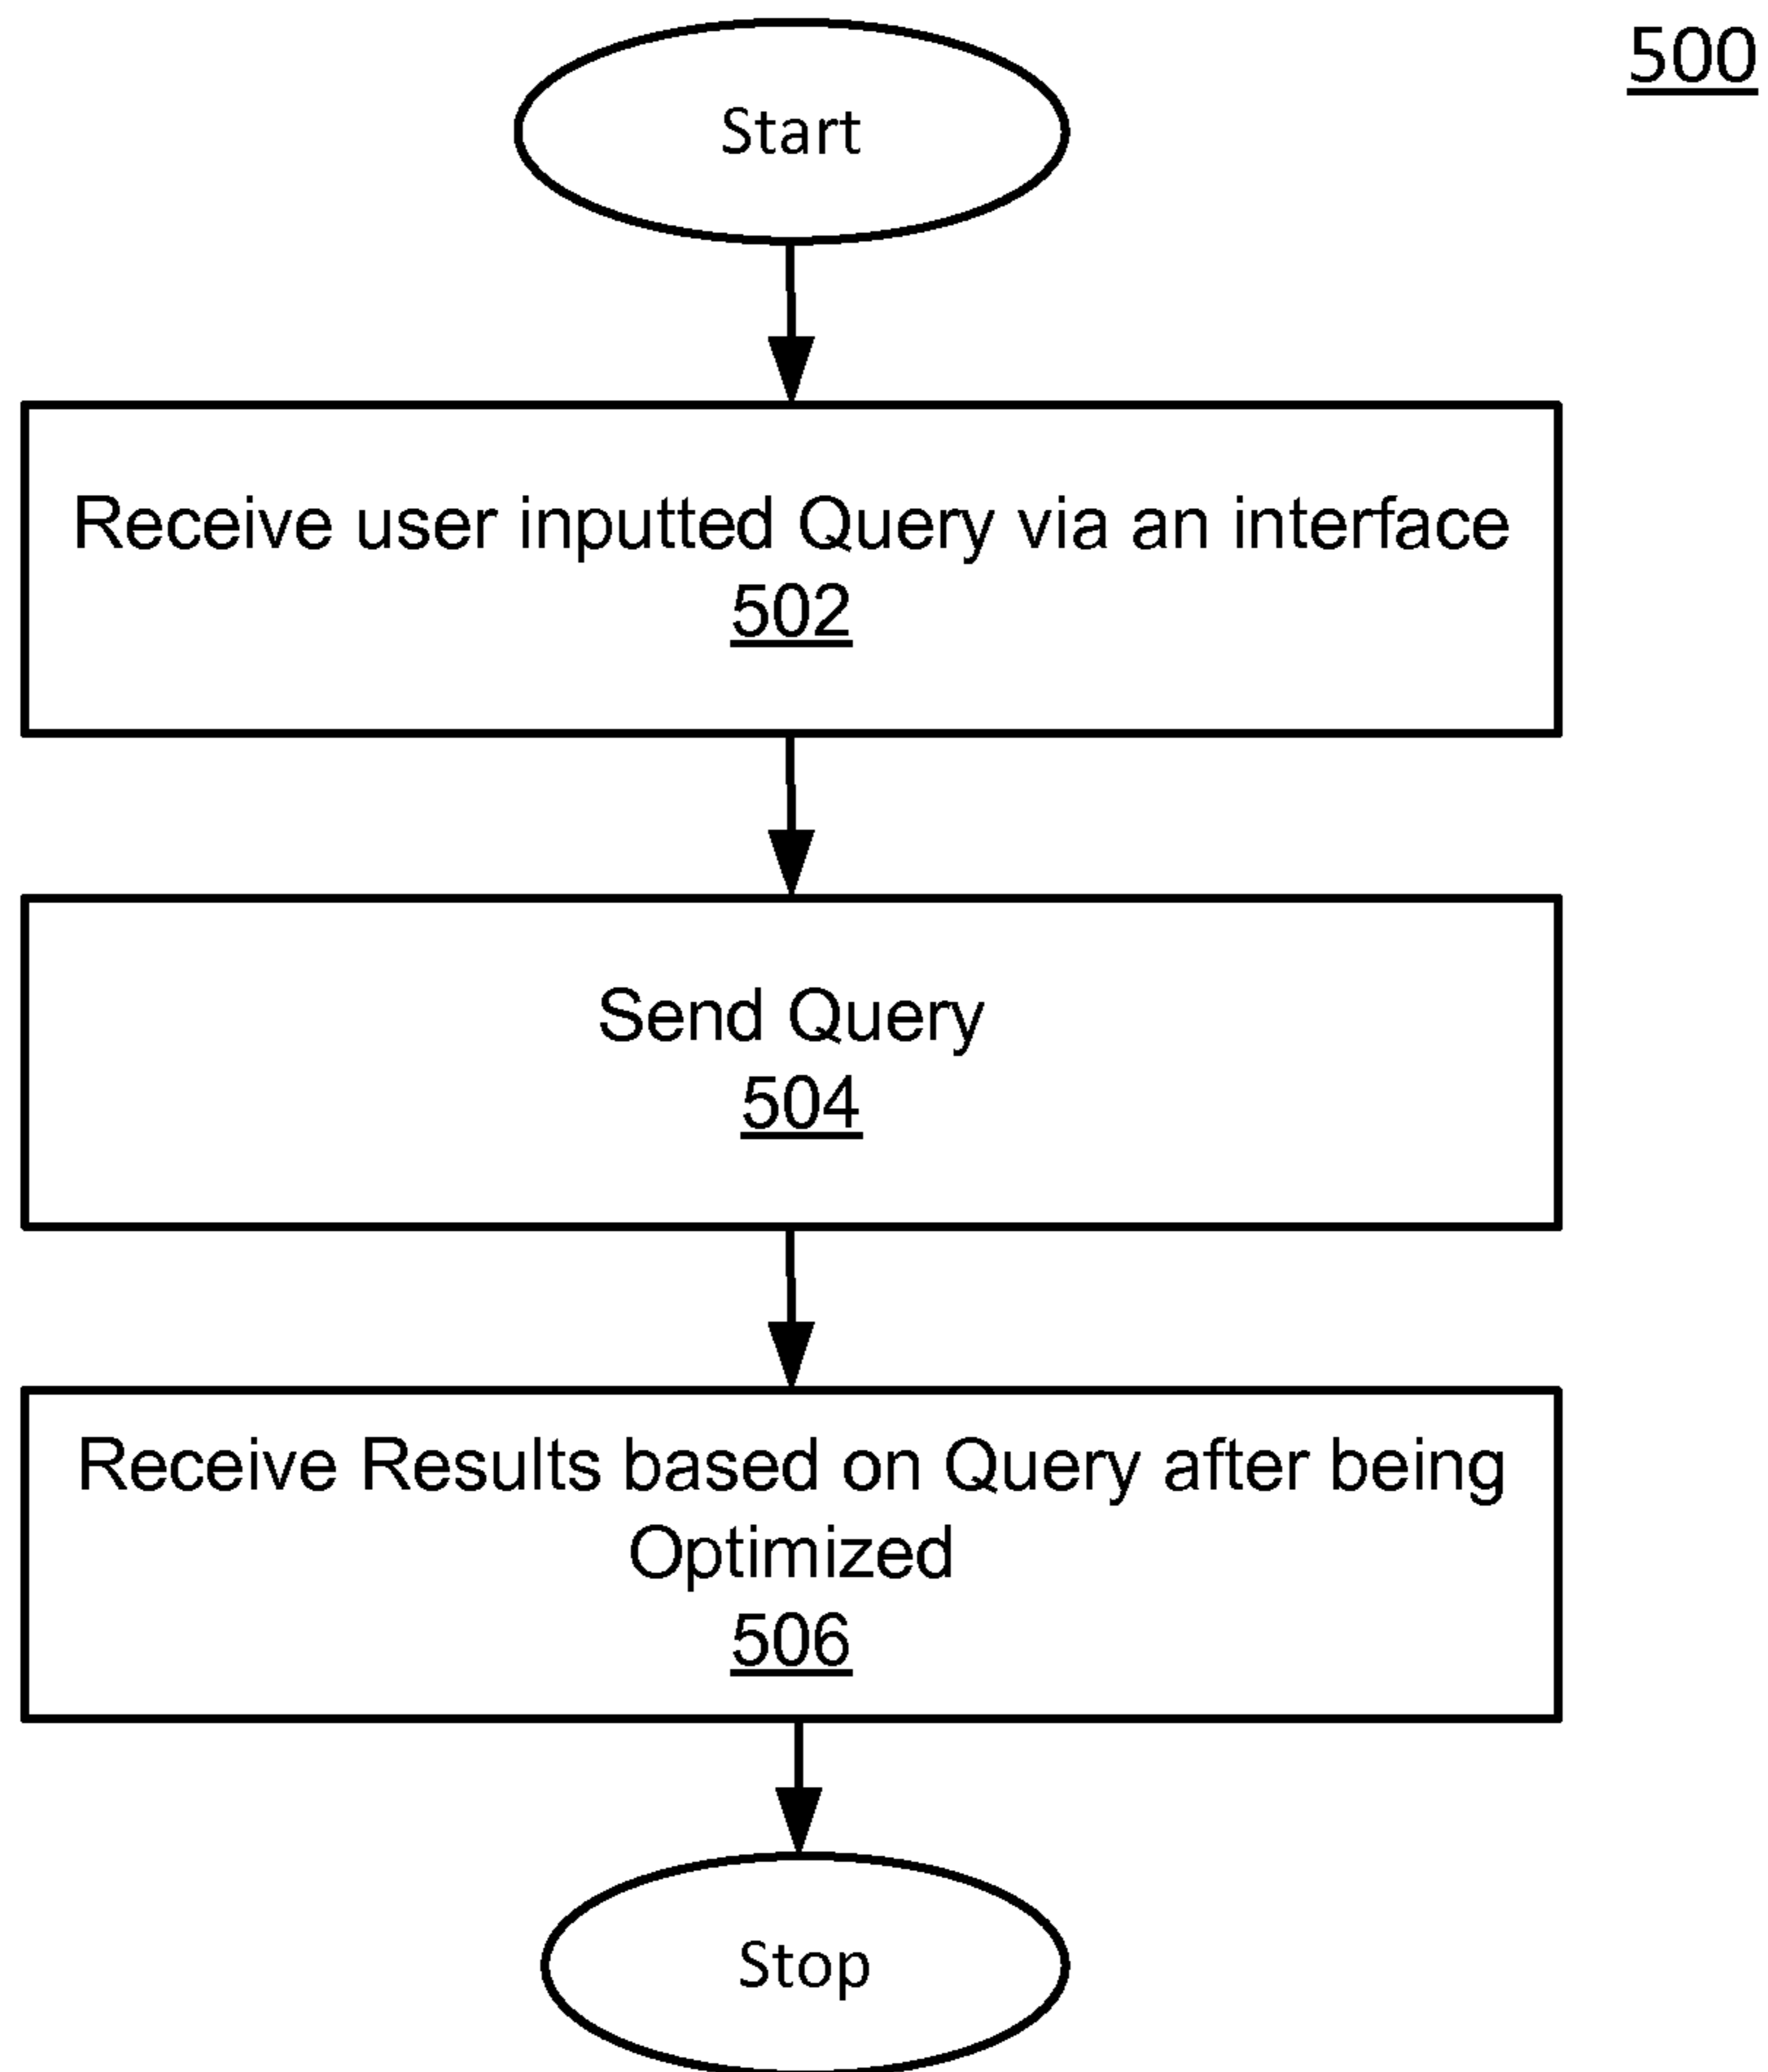 500
Start
Receive user inputted Query via an interface
502
Send Query
504
Receive Results based on Query after being
Optimized
506
Stop